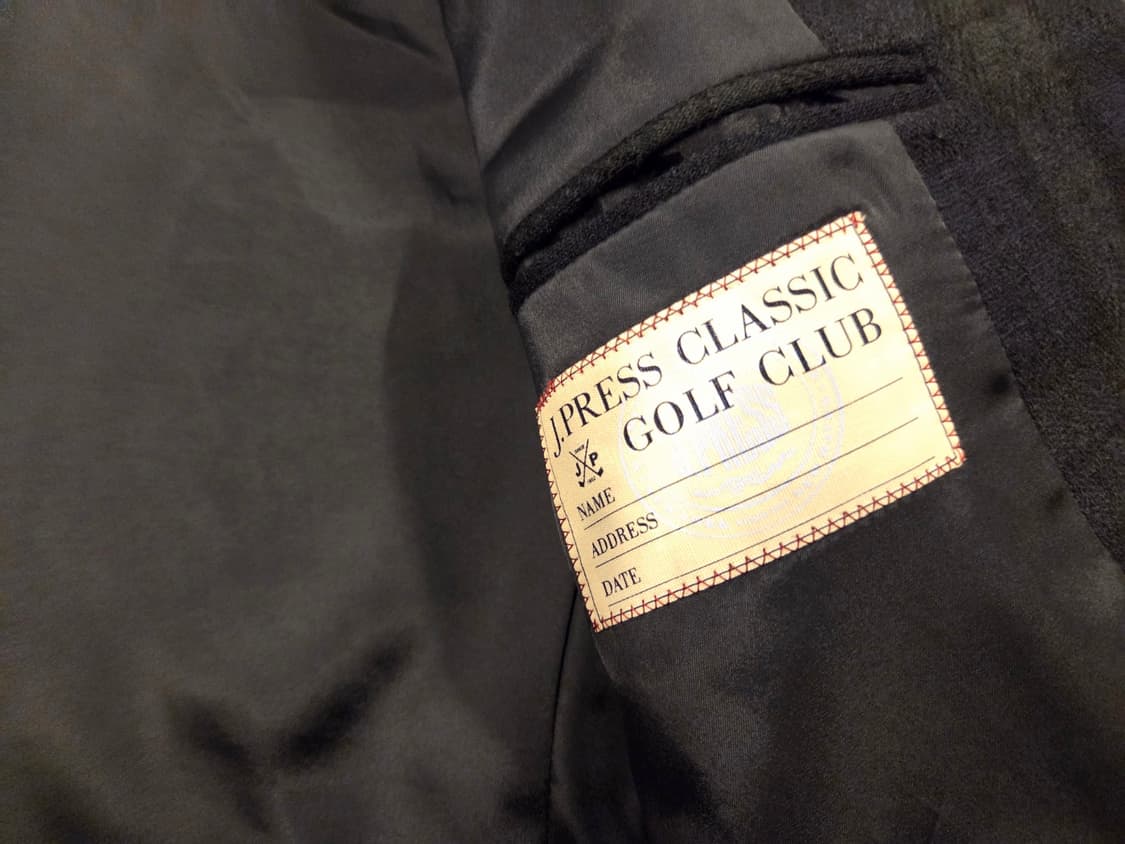 J.PRESS CLASSIC
GOLF CLUB
J P
NAME
ADDRESS
DATE